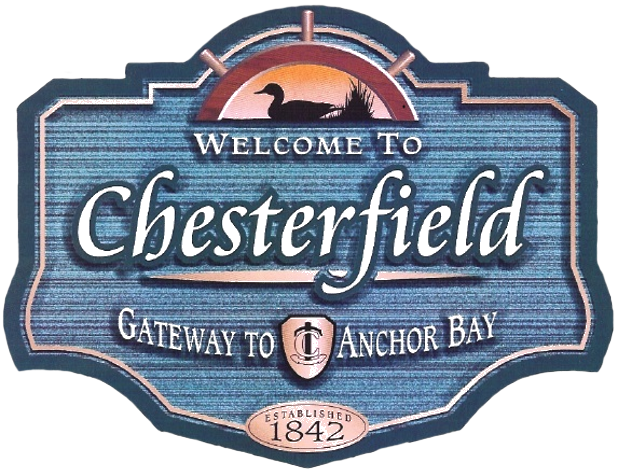 WELCOME TO
Chesterfield
GATEWAY TO ANCHOR BAY
ESTABLISHED
1842